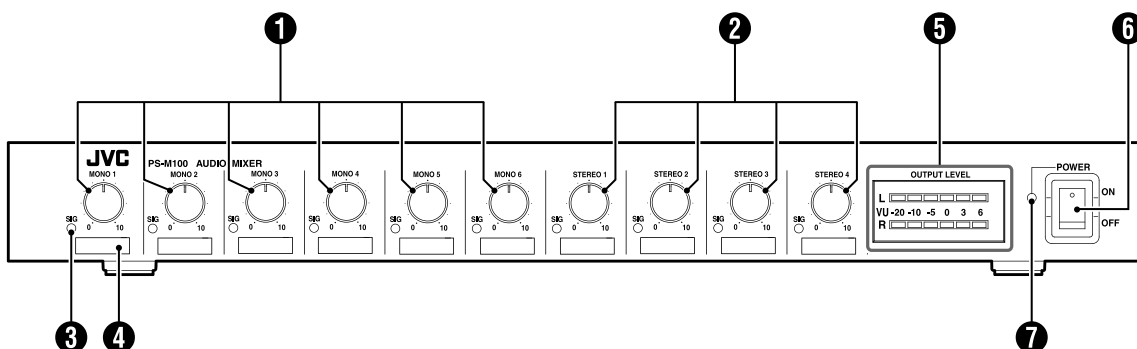 1 2 5 6
JVC PS-M100 AUDIO MIXER
MONO 1 MONO 2 MONO 3 MONO 4 MONO 5 MONO 6 STEREO 1 STEREO 2 STEREO 3 STEREO 4
OUTPUT LEVEL
POWER
L
ON
VU -20 -10 -5 0 3 6
R
OFF
SIG SIG SIG SIG SIG SIG SIG SIG SIG SIG
0 10 0 10 0 10 0 10 0 10 0 10 0 10 0 10 0 10 0 10
3 4 7